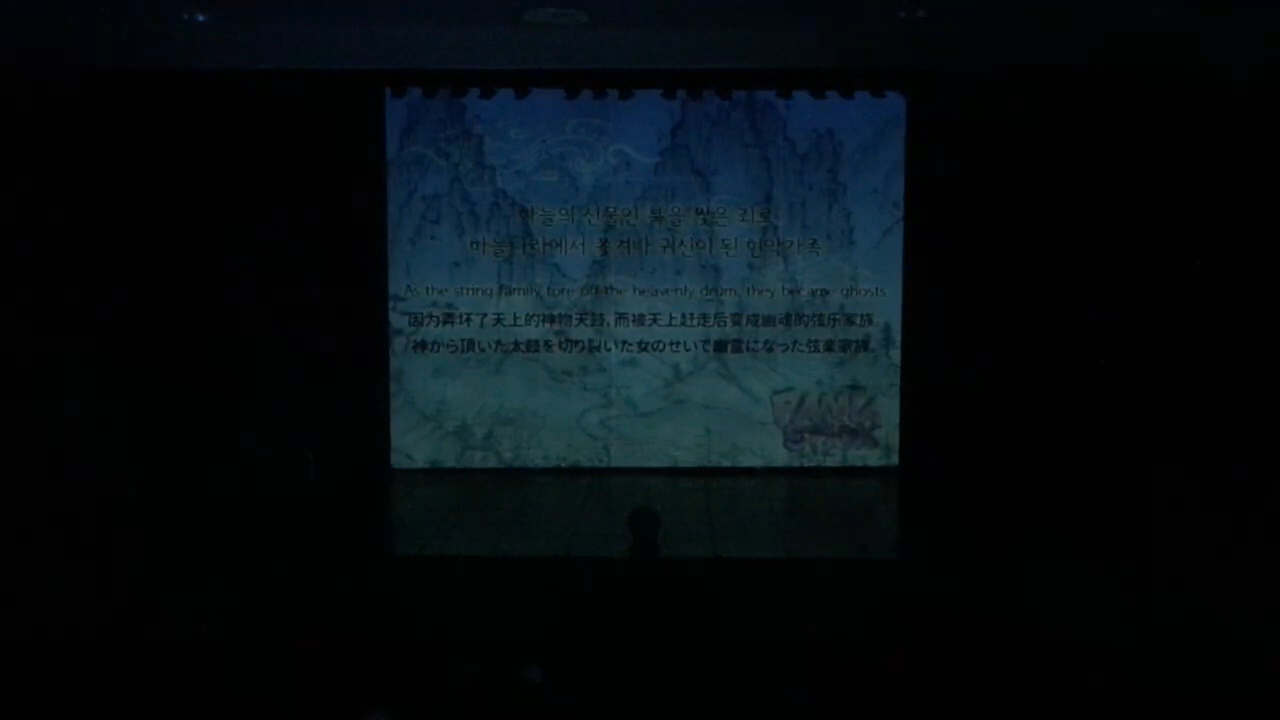 하늘의 신물인 북을 찢은 죄로
하늘나라에서 쫓겨나 귀신이 된 현악가족
As the string family tore off the heavenly drum, they became ghosts
因为弄坏了天上的神物天鼓,而被天上赶走后变成幽魂的弦乐家族
神から頂いた太鼓を切り裂いた女のせいで幽霊になった弦楽家族
FANTA
STICK